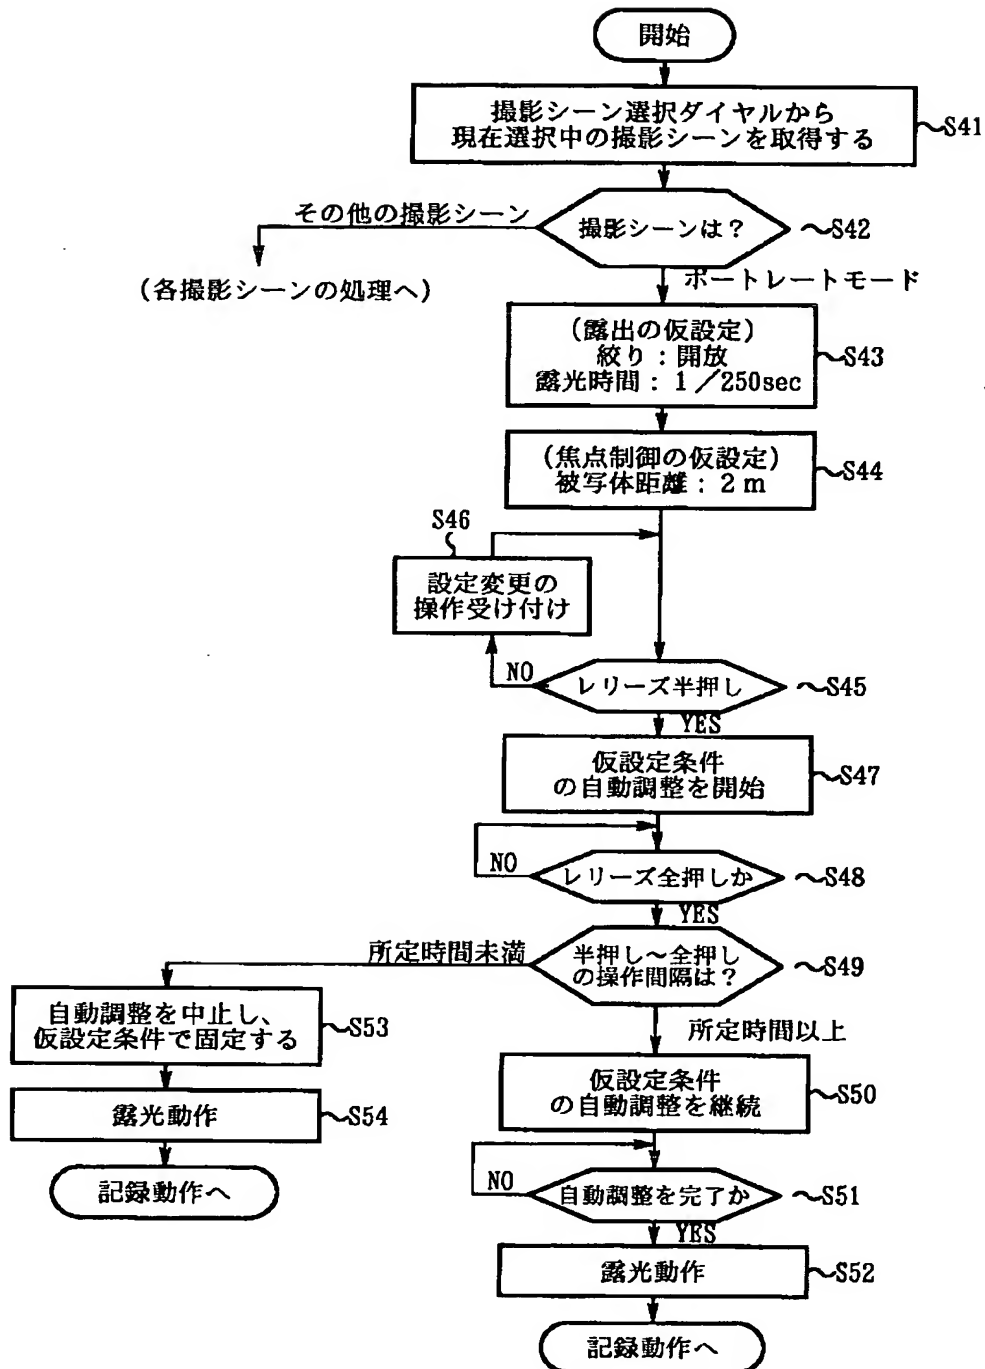 開始
撮影シーン選択ダイヤルから
現在選択中の撮影シーンを取得する
S41
その他の撮影シーン
撮影シーンは？
S42
(各撮影シーンの処理へ)
ポートレートモード
(露出の仮設定)
絞り：開放
露光時間：１／250sec
S43
(焦点制御の仮設定)
被写体距離：２ｍ
S44
S46
設定変更の
操作受け付け
NO
レリーズ半押し
S45
YES
仮設定条件
の自動調整を開始
S47
NO
レリーズ全押しか
S48
YES
所定時間未満
半押し～全押し
の操作間隔は？
S49
自動調整を中止し、
仮設定条件で固定する
S53
所定時間以上
仮設定条件
の自動調整を継続
S50
露光動作
S54
記録動作へ
NO
自動調整を完了か
S51
YES
露光動作
S52
記録動作へ